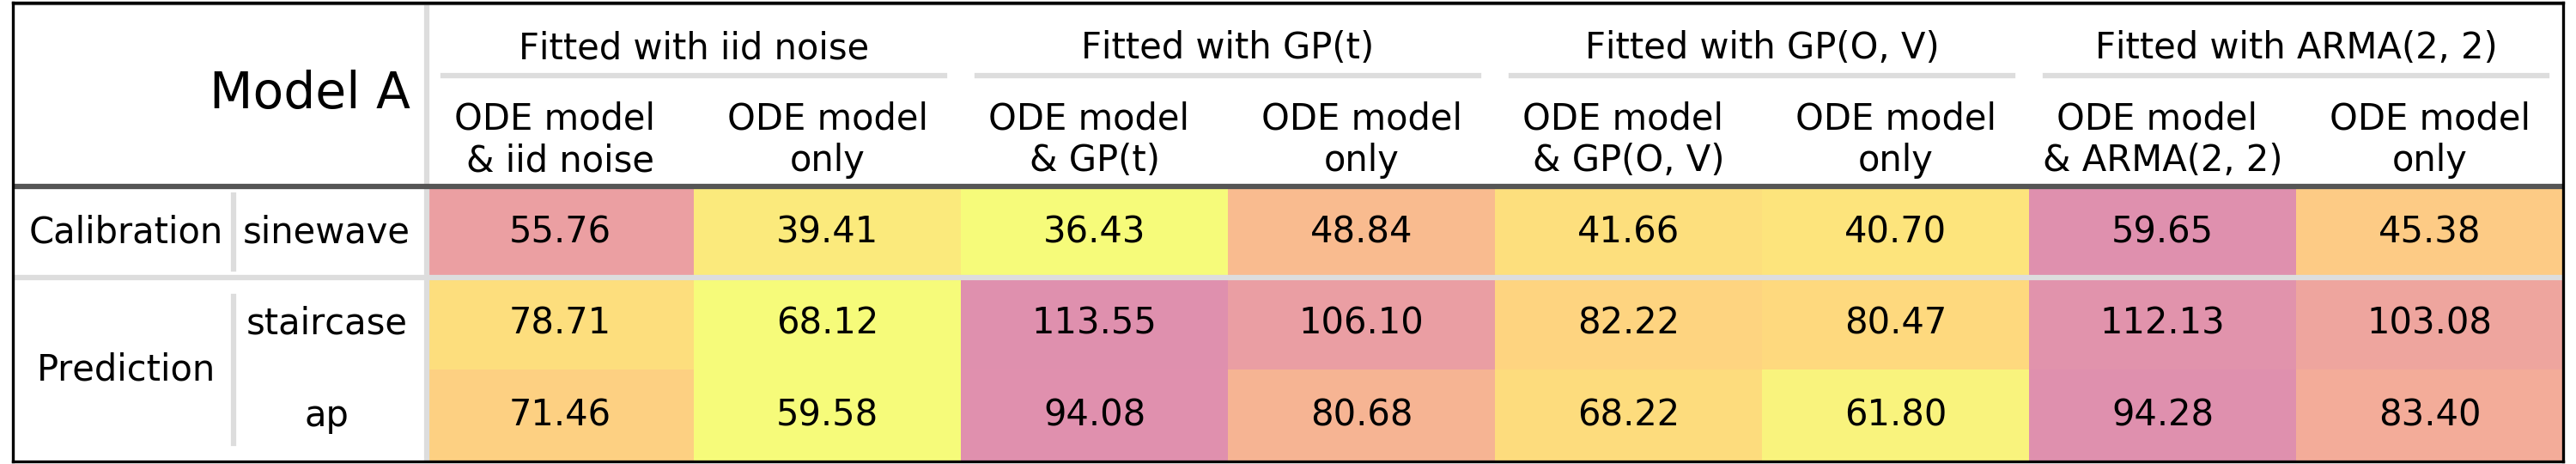 Model A
Fitted with iid noise Fitted with GP(t) Fitted with GP(O, V) Fitted with ARMA(2, 2)
ODE model ODE model ODE model ODE model ODE model ODE model ODE model ODE model
& iid noise only & GP(t) only & GP(O, V) only & ARMA(2, 2) only
Calibration sinewave 55.76 39.41 36.43 48.84 41.66 40.70 59.65 45.38
Prediction
staircase 78.71 68.12 113.55 106.10 82.22 80.47 112.13 103.08
ap 71.46 59.58 94.08 80.68 68.22 61.80 94.28 83.40